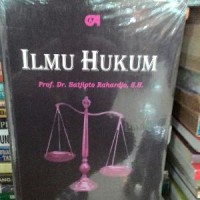 ILMU HUKUM
Prof. Dr. Satjipto Rahardjo, S.H.